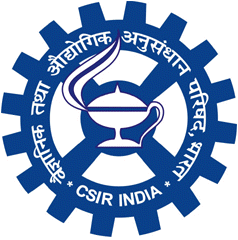 वैज्ञानिक तथा औद्योगिक अनुसंधान परिषद, भारत
* CSIR INDIA *